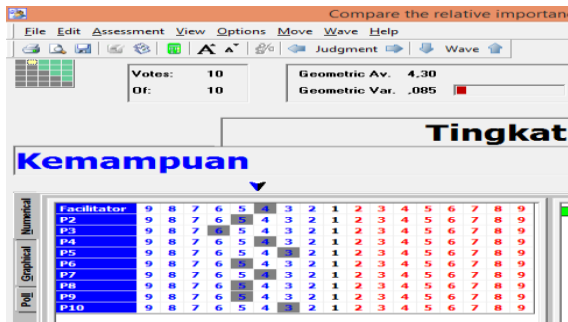 Compare the relative importan
File Edit Assessment View Options Move Wave Help
A A Judgment Wave
Votes: 10 Geometric Av. 4,30
Of: 10 Geometric Var. ,085
Tingkat
Kemampuan
Numerical
Graphical
Poll
Facilitator 9 8 7 6 5 4 3 2 1 2 3 4 5 6 7 8 9
P2 9 8 7 6 5 4 3 2 1 2 3 4 5 6 7 8 9
P3 9 8 7 6 5 4 3 2 1 2 3 4 5 6 7 8 9
P4 9 8 7 6 5 4 3 2 1 2 3 4 5 6 7 8 9
P5 9 8 7 6 5 4 3 2 1 2 3 4 5 6 7 8 9
P6 9 8 7 6 5 4 3 2 1 2 3 4 5 6 7 8 9
P7 9 8 7 6 5 4 3 2 1 2 3 4 5 6 7 8 9
P8 9 8 7 6 5 4 3 2 1 2 3 4 5 6 7 8 9
P9 9 8 7 6 5 4 3 2 1 2 3 4 5 6 7 8 9
P10 9 8 7 6 5 4 3 2 1 2 3 4 5 6 7 8 9